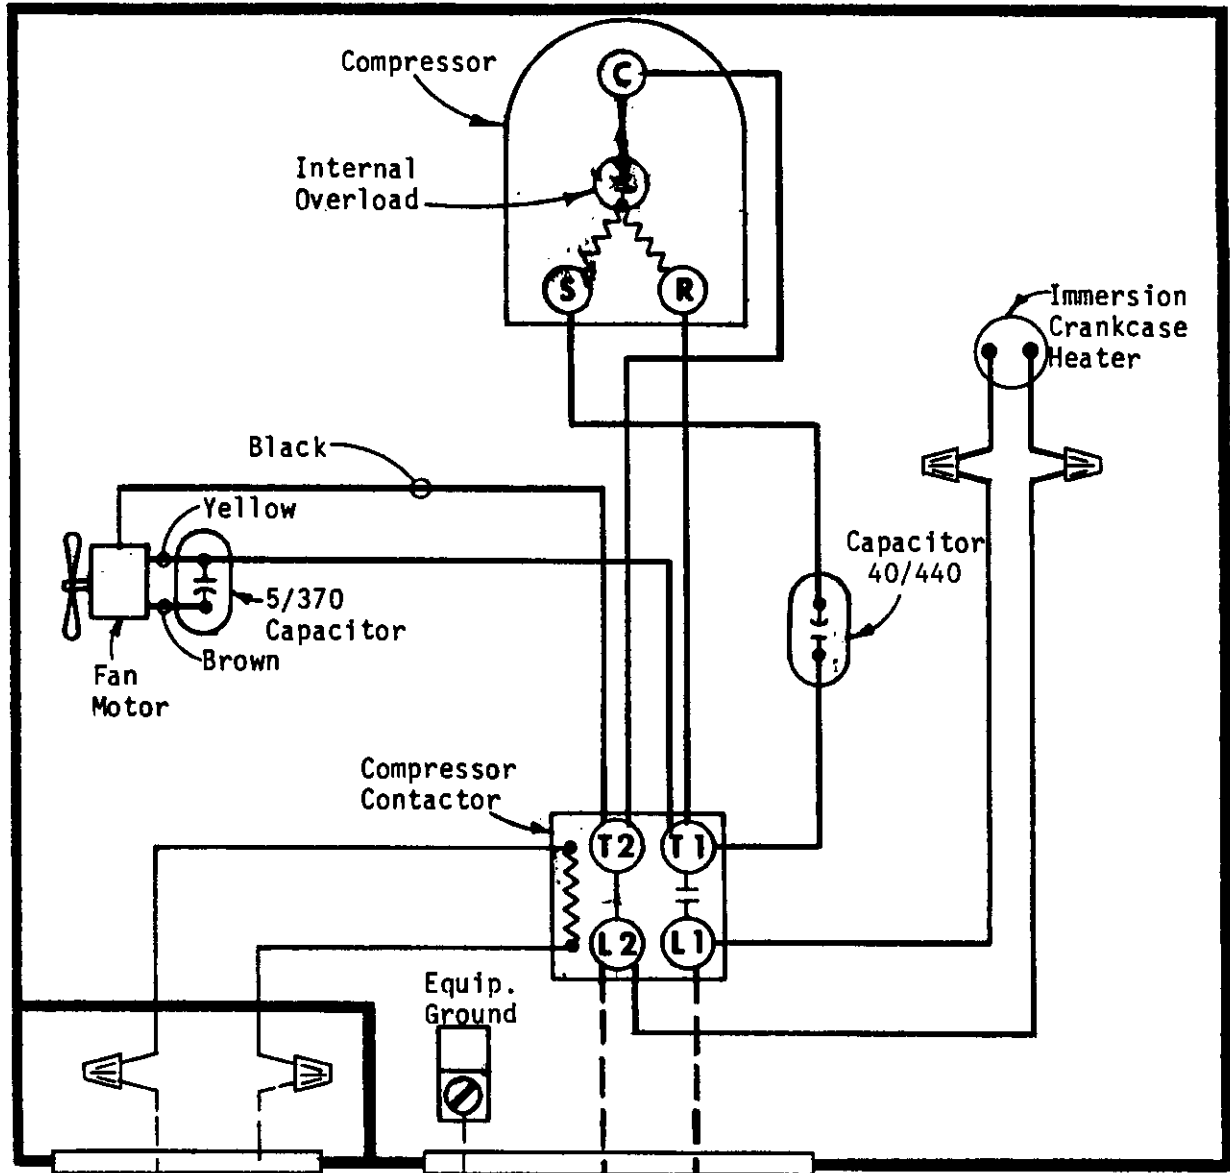 Compressor
C
Internal
Overload
S
R
Immersion
Crankcase
Heater
Black
Yellow
Capacitor
40/440
5/370
Capacitor
Brown
Fan
Motor
Compressor
Contactor
T2
T1
L2
L1
Equip.
Ground